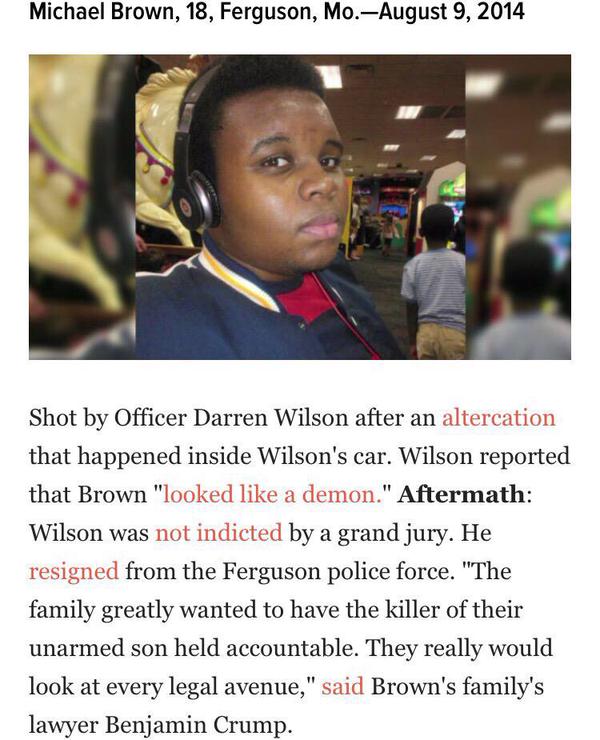 Michael Brown, 18, Ferguson, Mo.—August 9, 2014
Shot by Officer Darren Wilson after an altercation
that happened inside Wilson's car. Wilson reported
that Brown "looked like a demon." Aftermath:
Wilson was not indicted by a grand jury. He
resigned from the Ferguson police force. "The
family greatly wanted to have the killer of their
unarmed son held accountable. They really would
look at every legal avenue," said Brown's family's
lawyer Benjamin Crump.